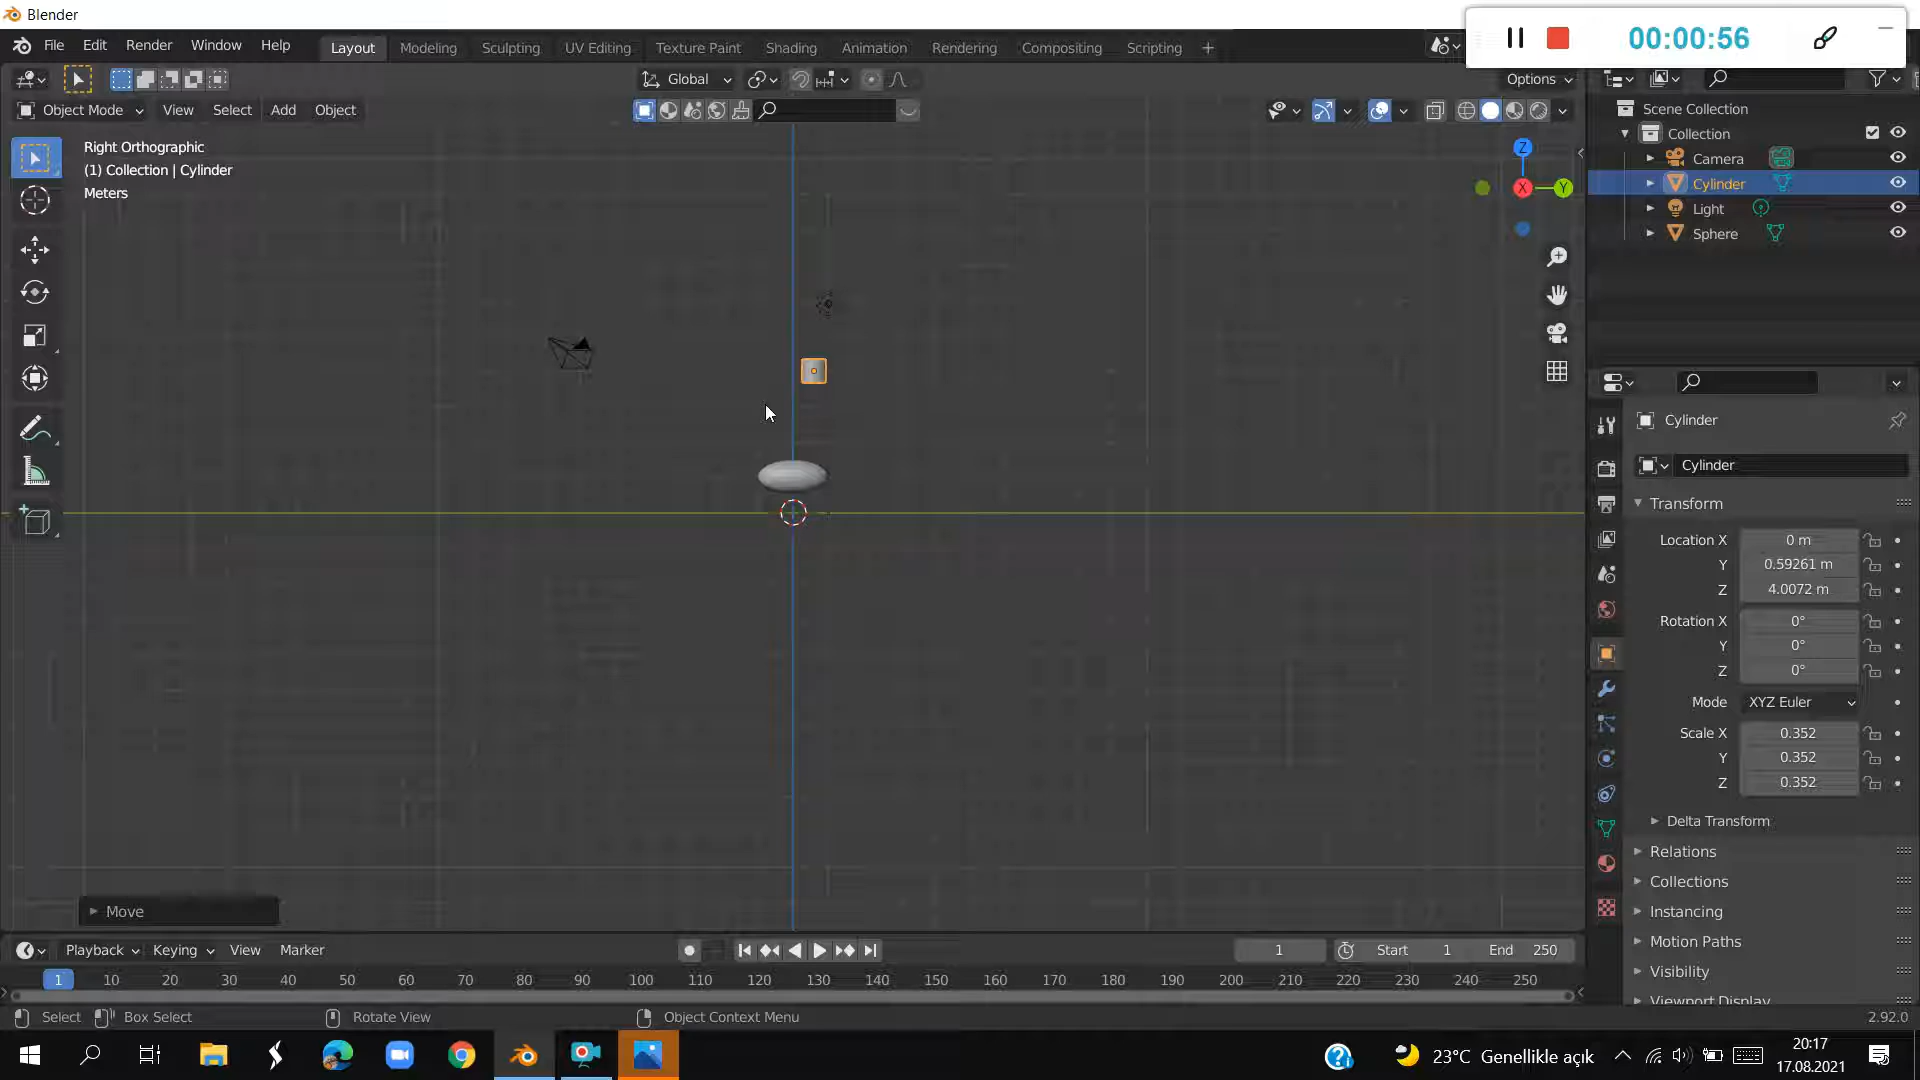 Blender
00:00:56
File Edit Render Window Help Layout Modeling Sculpting UV Editing Texture Paint Shading Animation Rendering Compositing Scripting
Global Options
Object Mode View Select Add Object
Right Orthographic
(1) Collection | Cylinder
Meters
Z
X Y
Scene Collection
Collection
Camera
Cylinder
Light
Sphere
Cylinder
Cylinder
Transform
Location X 0 m
Y 0.59261 m
Z 4.0072 m
Rotation X 0°
Y 0°
Z 0°
Mode XYZ Euler
Scale X 0.352
Y 0.352
Z 0.352
Delta Transform
Relations
Collections
Instancing
Motion Paths
Visibility
Viewport Display
Move
Playback Keying View Marker 1 Start 1 End 250
1 10 20 30 40 50 60 70 80 90 100 110 120 130 140 150 160 170 180 190 200 210 220 230 240 250
Select Box Select Rotate View Object Context Menu 2.92.0
23°C Genellikle açık
20:17
17.08.2021